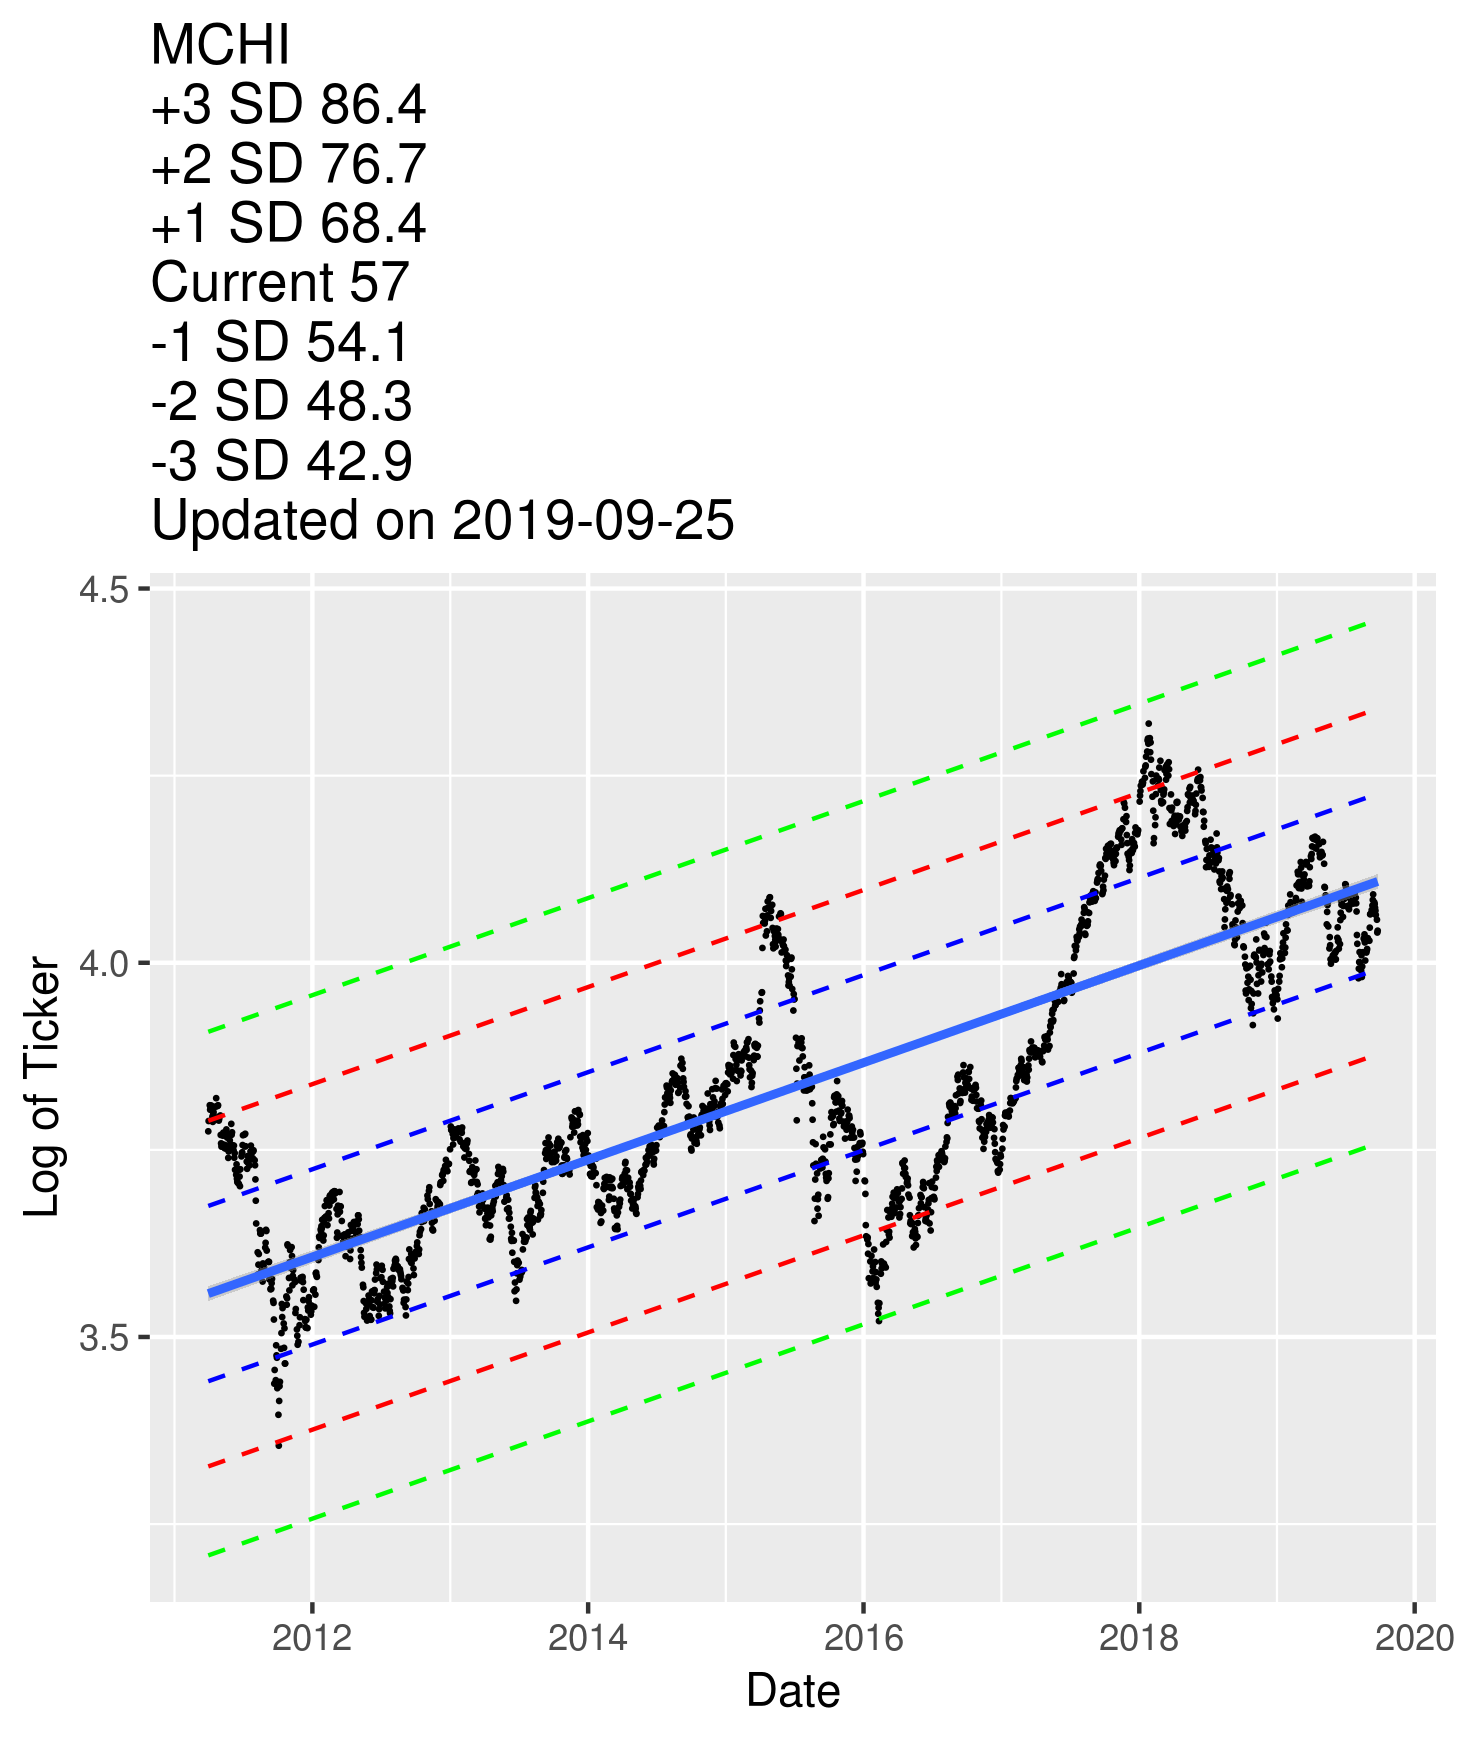 MCHI
+3 SD 86.4
+2 SD 76.7
+1 SD 68.4
Current 57
-1 SD 54.1
-2 SD 48.3
-3 SD 42.9
Updated on 2019-09-25
4.5
4.0
3.5
Log of Ticker
2012 2014 2016 2018 2020
Date